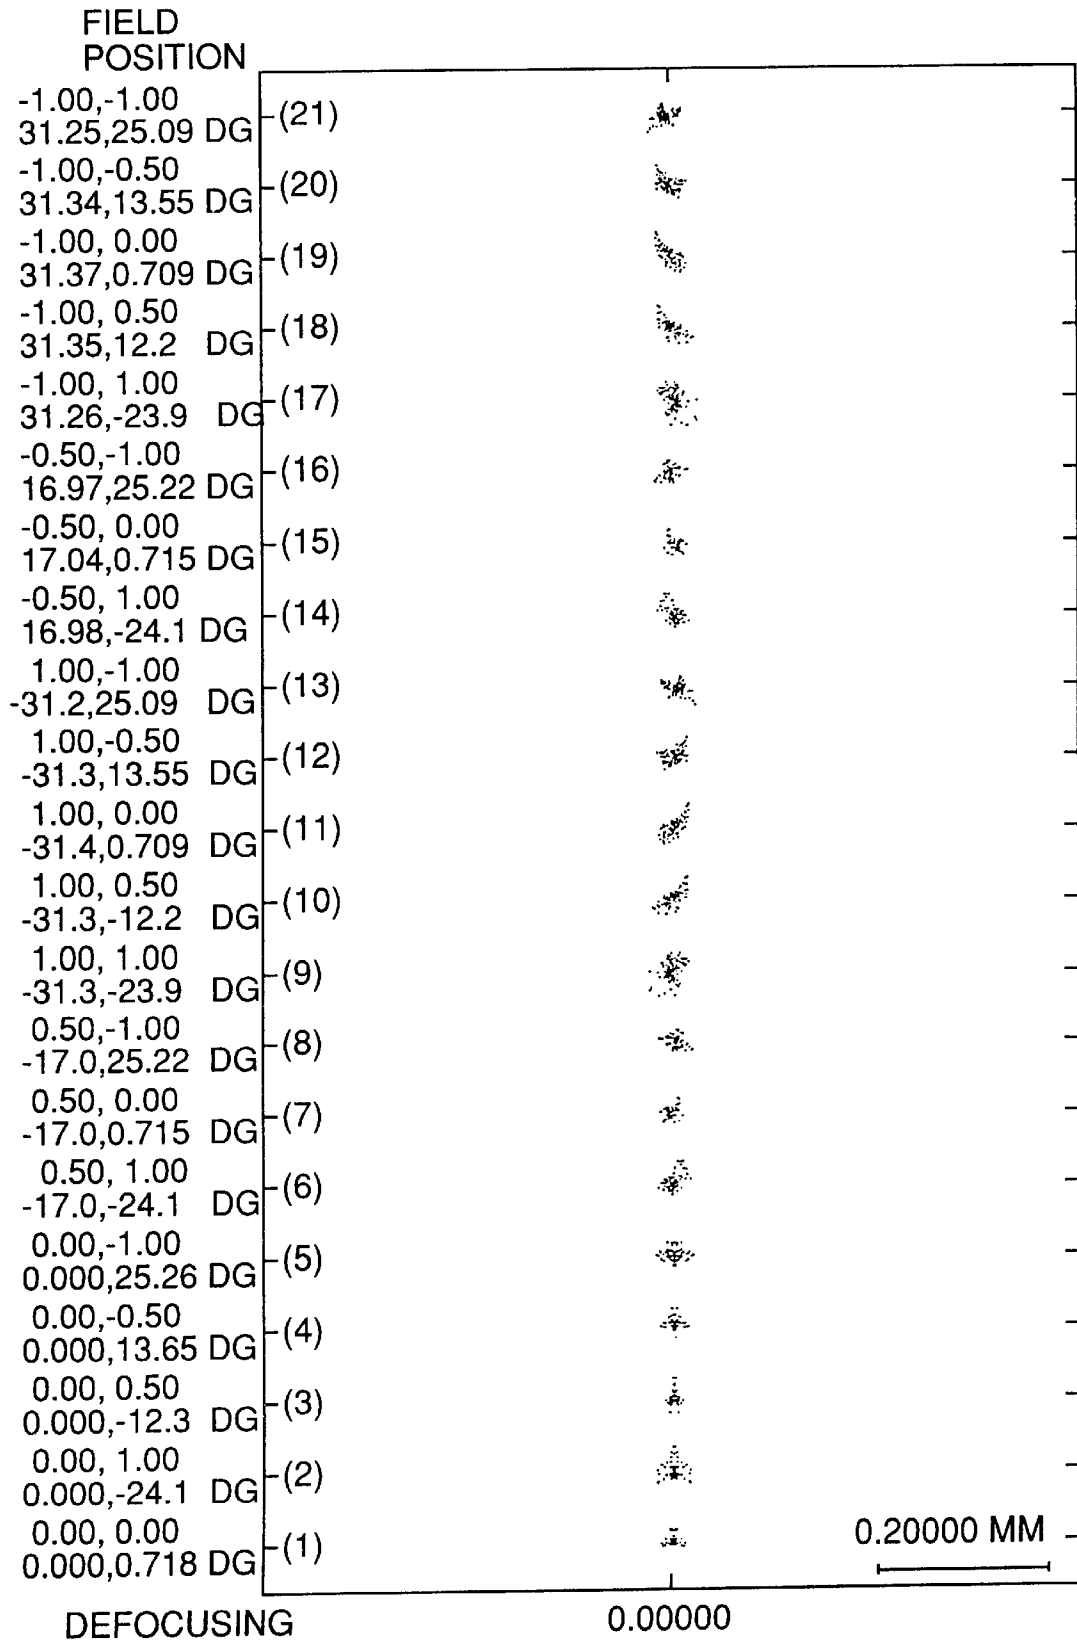 FIELD
POSITION
-1.00,-1.00
31.25,25.09 DG
(21)
-1.00,-0.50
31.34,13.55 DG
(20)
-1.00, 0.00
31.37,0.709 DG
(19)
-1.00, 0.50
31.35,12.2 DG
(18)
-1.00, 1.00
31.26,-23.9 DG
(17)
-0.50,-1.00
16.97,25.22 DG
(16)
-0.50, 0.00
17.04,0.715 DG
(15)
-0.50, 1.00
16.98,-24.1 DG
(14)
1.00,-1.00
-31.2,25.09 DG
(13)
1.00,-0.50
-31.3,13.55 DG
(12)
1.00, 0.00
-31.4,0.709 DG
(11)
1.00, 0.50
-31.3,-12.2 DG
(10)
1.00, 1.00
-31.3,-23.9 DG
(9)
0.50,-1.00
-17.0,25.22 DG
(8)
0.50, 0.00
-17.0,0.715 DG
(7)
0.50, 1.00
-17.0,-24.1 DG
(6)
0.00,-1.00
0.000,25.26 DG
(5)
0.00,-0.50
0.000,13.65 DG
(4)
0.00, 0.50
0.000,-12.3 DG
(3)
0.00, 1.00
0.000,-24.1 DG
(2)
0.00, 0.00
0.000,0.718 DG
(1)
0.20000 MM
DEFOCUSING
0.00000